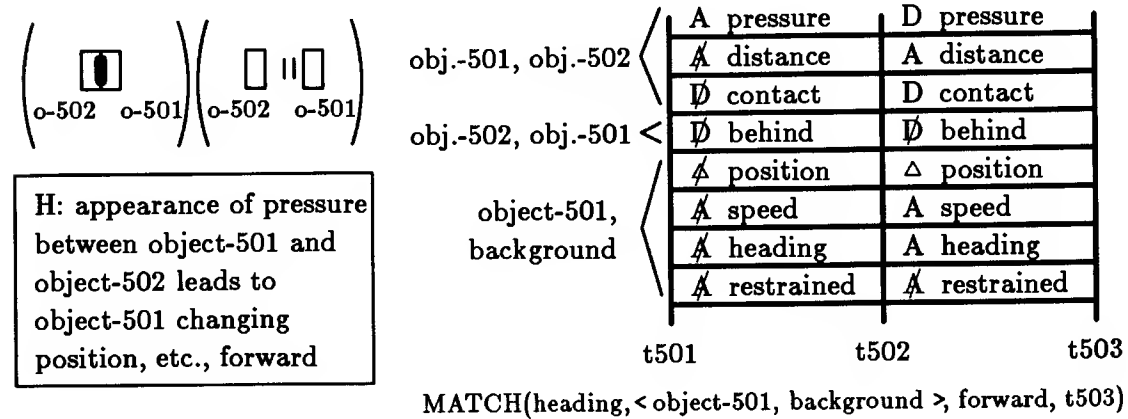 o-502 o-501 o-502 o-501
H: appearance of pressure
between object-501 and
object-502 leads to
object-501 changing
position, etc., forward
obj.-501, obj.-502
obj.-502, obj.-501 <
object-501,
background
A pressure D pressure
A̸ distance A distance
D̸ contact D contact
D̸ behind D̸ behind
△̸ position △ position
A̸ speed A speed
A̸ heading A heading
A̸ restrained A̸ restrained
t501 t502 t503
MATCH(heading,< object-501, background >, forward, t503)